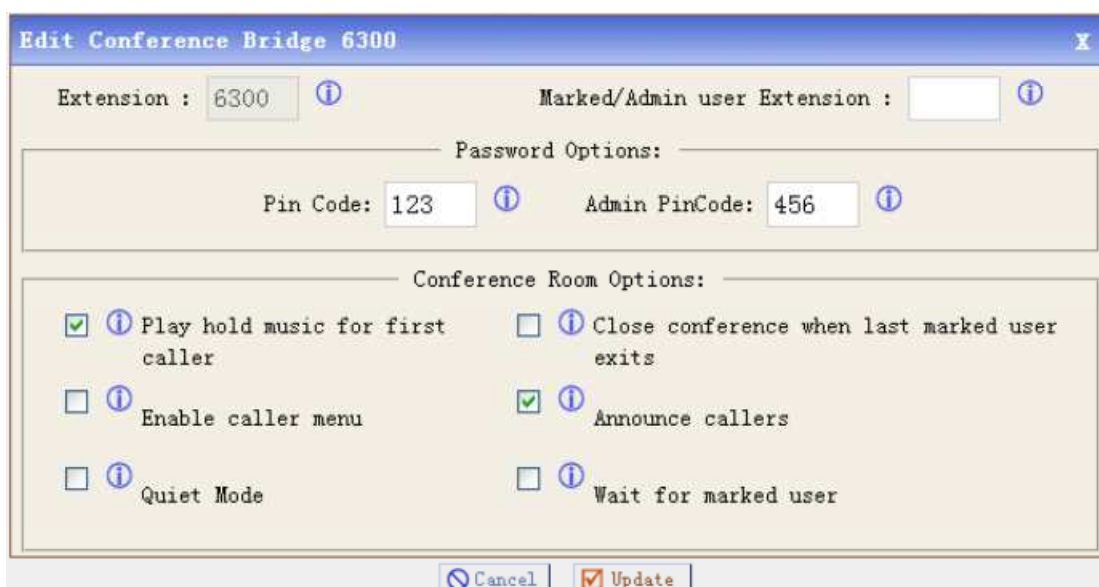 Edit Conference Bridge 6300 X
Extension : 6300 Marked/Admin user Extension :
Password Options:
Pin Code: 123 Admin PinCode: 456
Conference Room Options:
Play hold music for first caller
Close conference when last marked user exits
Enable caller menu
Announce callers
Quiet Mode
Wait for marked user
Cancel Update